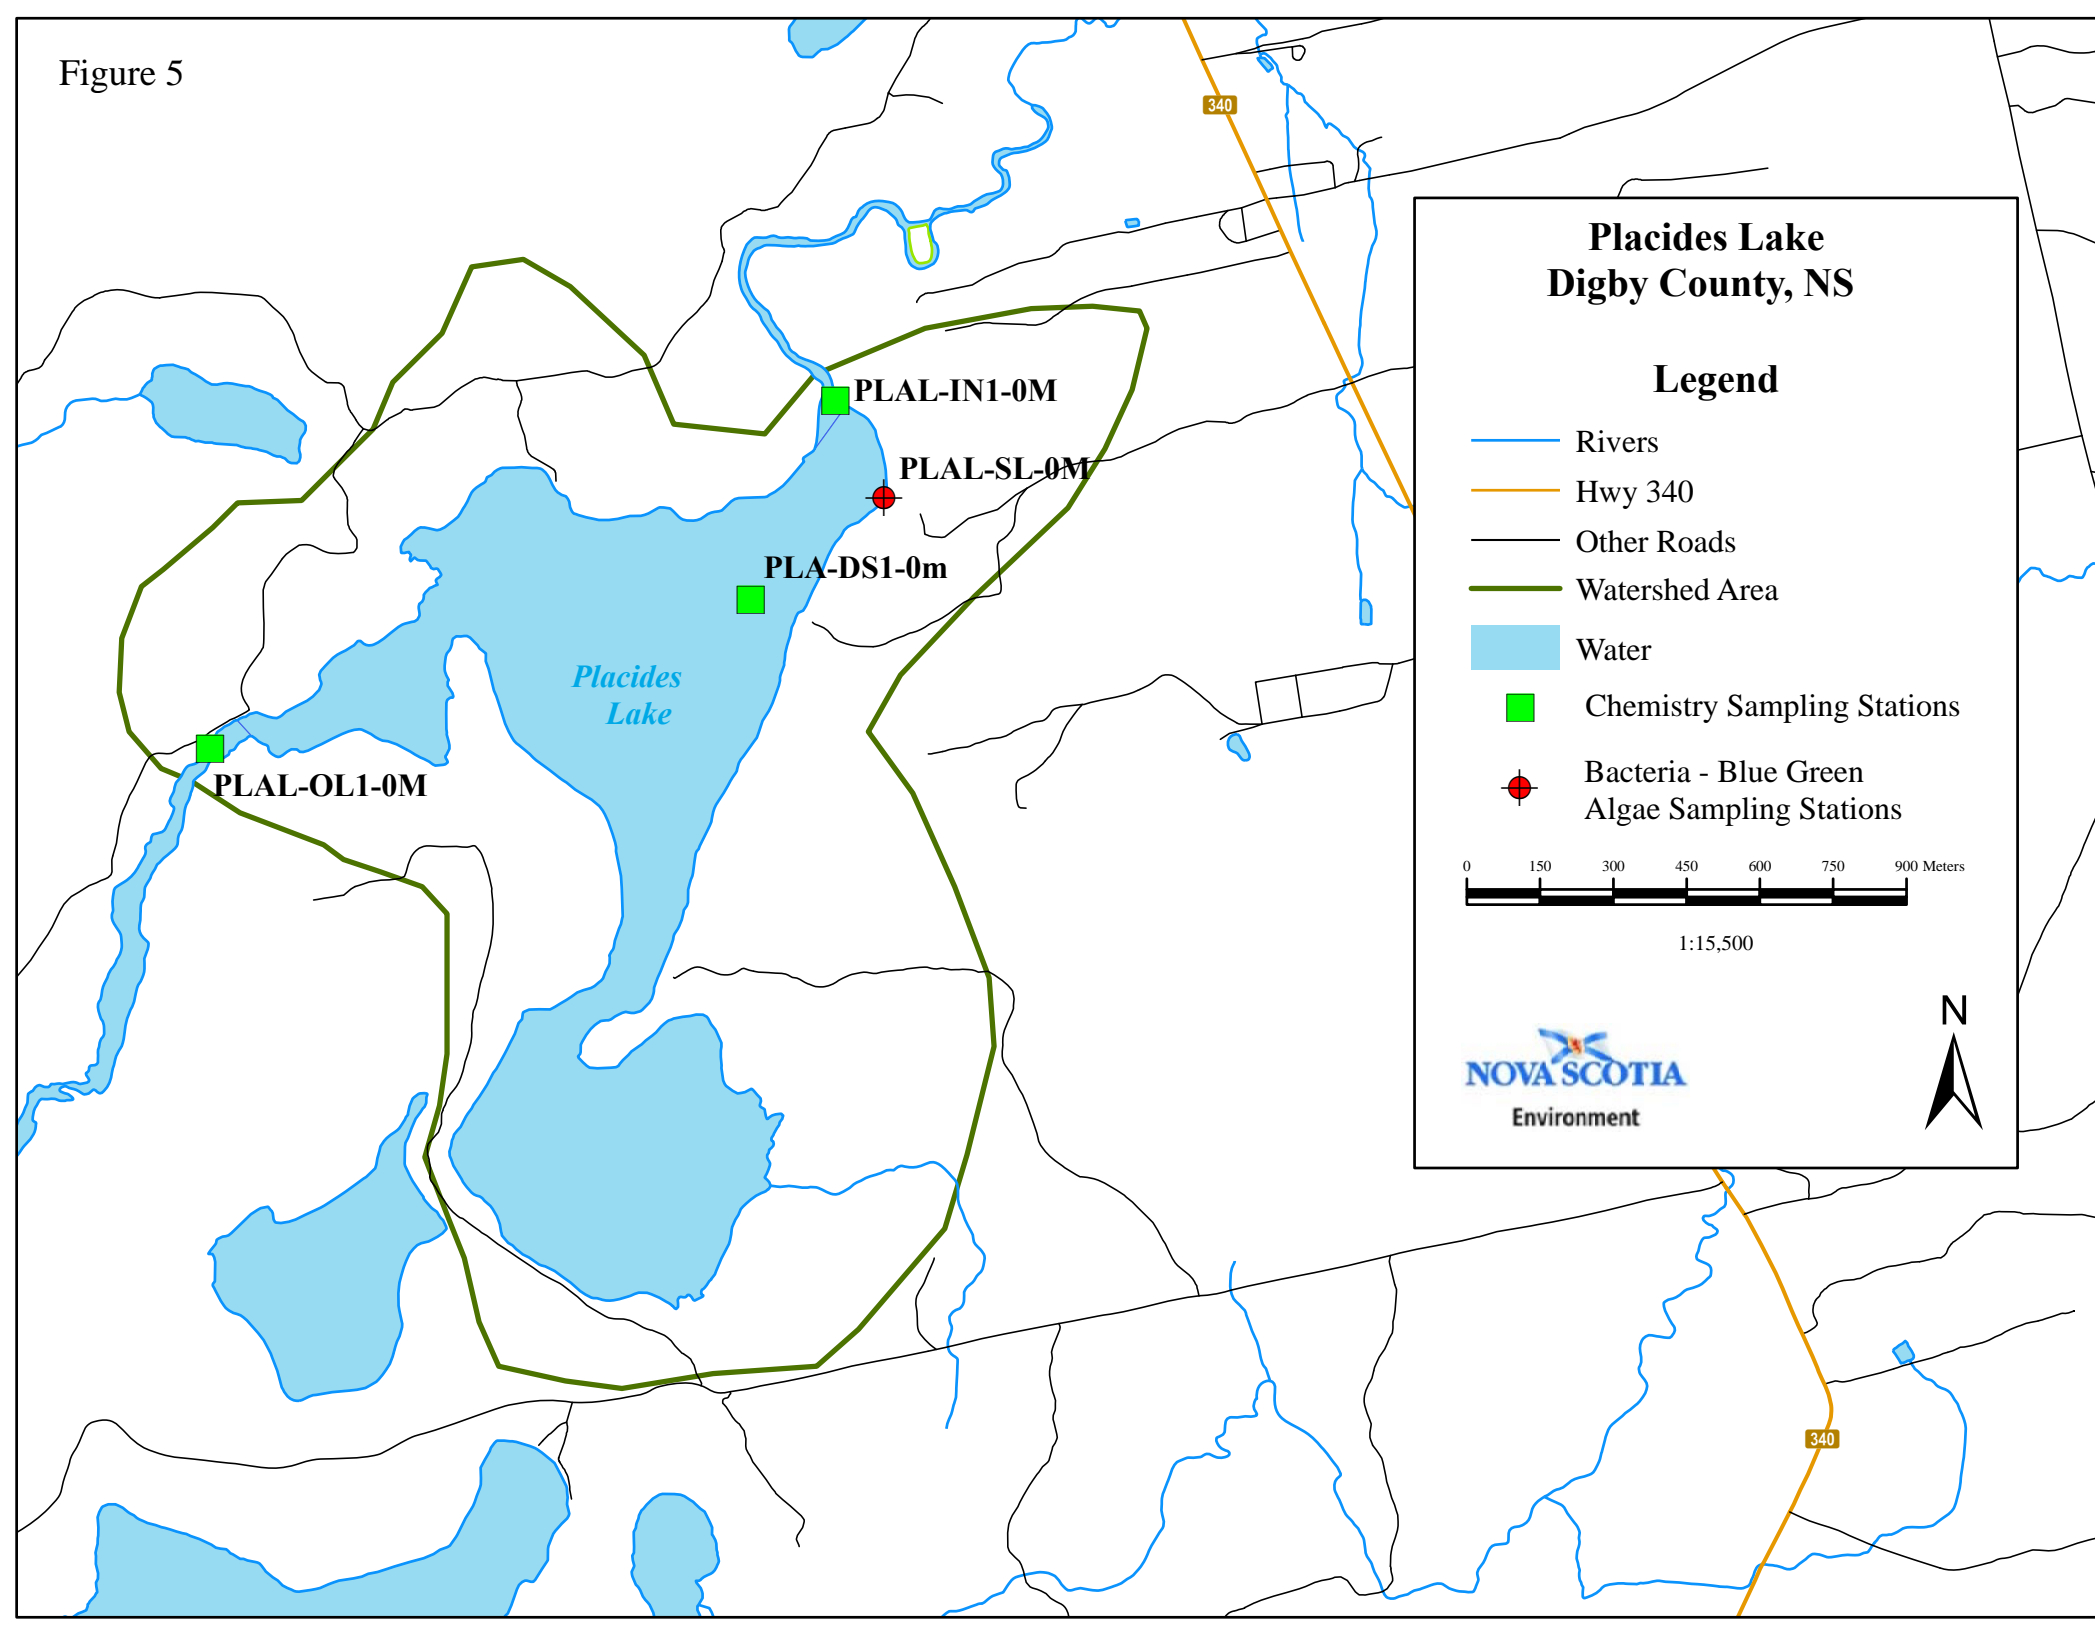 Figure 5
340
PLAL-IN1-0M
PLAL-SL-0M
PLA-DS1-0m
Placides
Lake
PLAL-OL1-0M
Placides Lake
Digby County, NS
Legend
Rivers
Hwy 340
Other Roads
Watershed Area
Water
Chemistry Sampling Stations
Bacteria - Blue Green
Algae Sampling Stations
0 150 300 450 600 750 900 Meters
1:15,500
N
NOVA SCOTIA
Environment
340